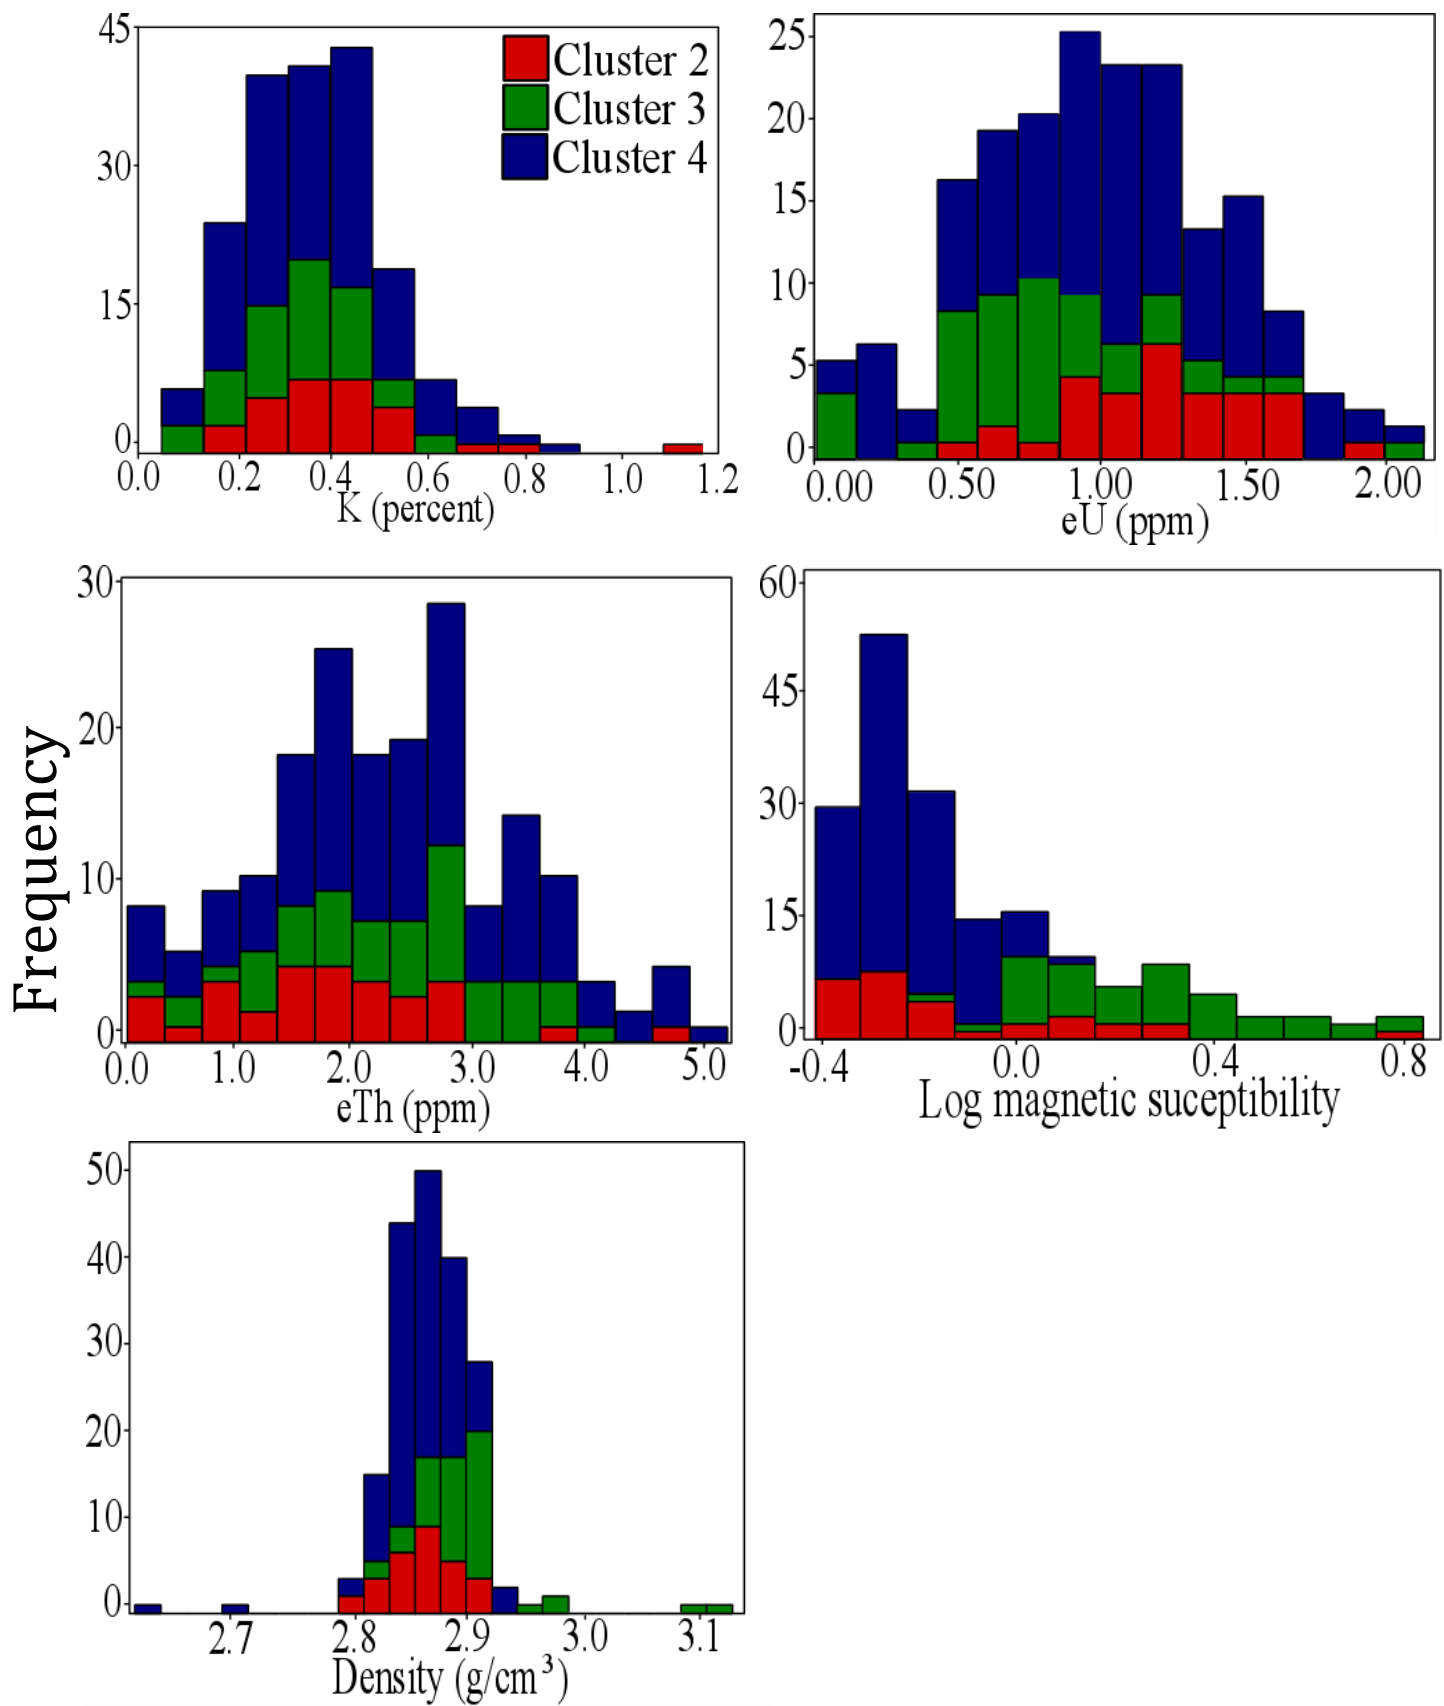 45
30
15
0
0.0 0.2 0.4 0.6 0.8 1.0 1.2
K (percent)
Cluster 2
Cluster 3
Cluster 4
25
20
15
10
5
0
0.00 0.50 1.00 1.50 2.00
eU (ppm)
Frequency
30
20
10
0
0.0 1.0 2.0 3.0 4.0 5.0
eTh (ppm)
60
45
30
15
0
-0.4 0.0 0.4 0.8
Log magnetic suceptibility
50
40
30
20
10
0
2.7 2.8 2.9 3.0 3.1
Density (g/cm³)